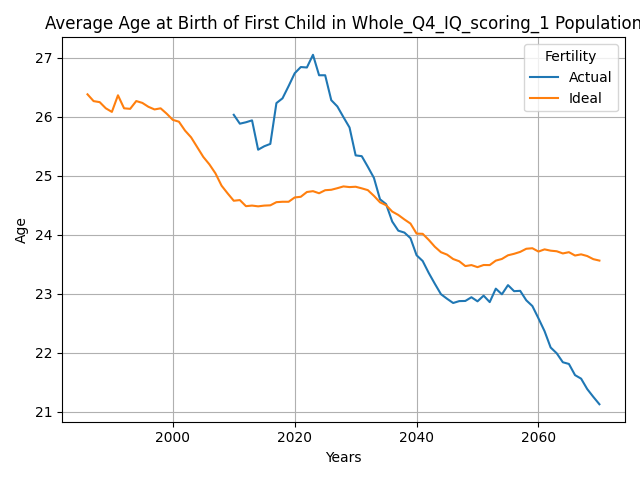 Average Age at Birth of First Child in Whole_Q4_IQ_scoring_1 Population
Fertility
Actual
Ideal
27
26
25
24
23
22
21
Age
2000 2020 2040 2060
Years